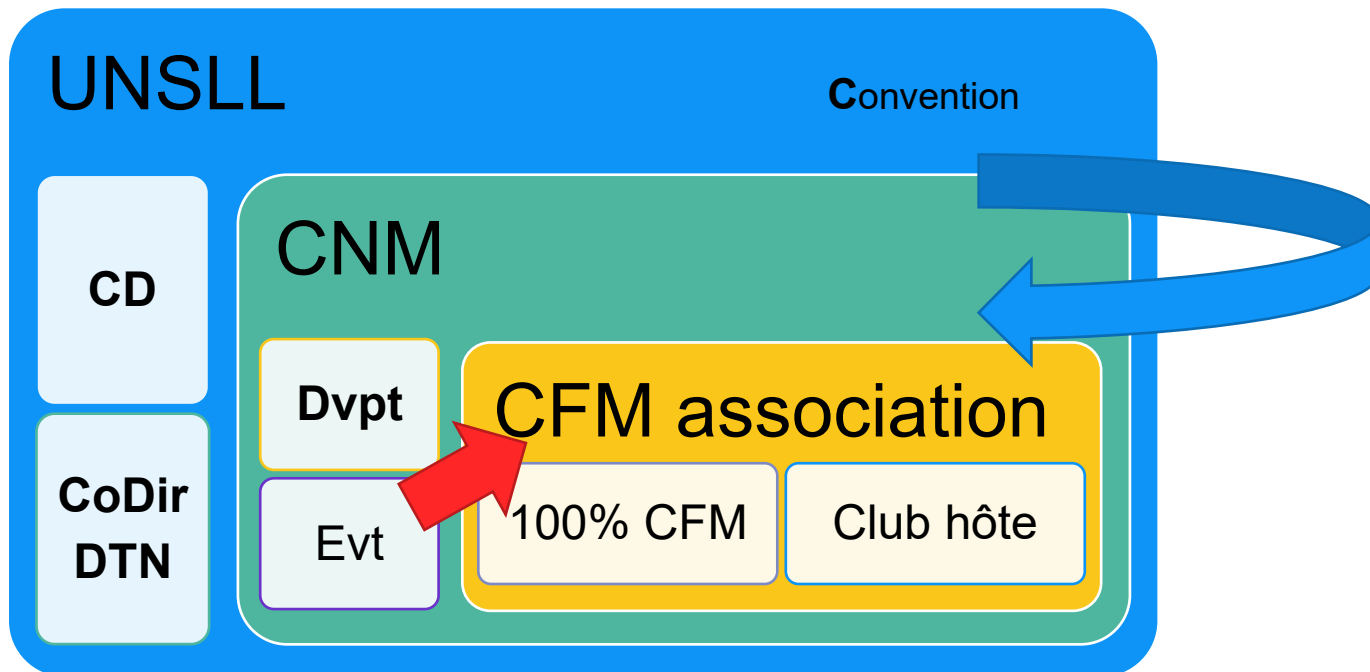 UNSLL
Convention
CD
CNM
Dvpt
CFM association
CoDir
DTN
Evt
100% CFM
Club hôte